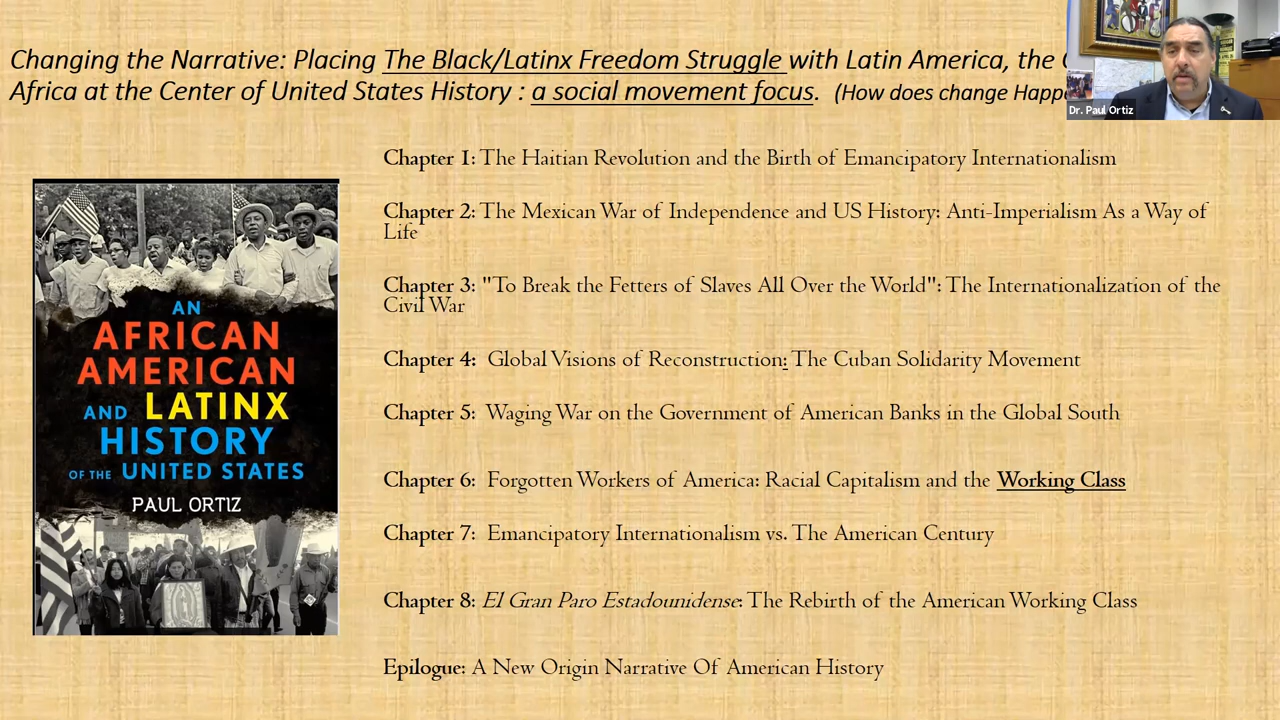 Changing the Narrative: Placing The Black/Latinx Freedom Struggle with Latin America, the
Africa at the Center of United States History : a social movement focus. (How does change
Dr. Paul Ortiz
Chapter 1: The Haitian Revolution and the Birth of Emancipatory Internationalism
Chapter 2: The Mexican War of Independence and US History: Anti-Imperialism As a Way of
Life
Chapter 3: "To Break the Fetters of Slaves All Over the World": The Internationalization of the
Civil War
Chapter 4: Global Visions of Reconstruction: The Cuban Solidarity Movement
Chapter 5: Waging War on the Government of American Banks in the Global South
Chapter 6: Forgotten Workers of America: Racial Capitalism and the Working Class
Chapter 7: Emancipatory Internationalism vs. The American Century
Chapter 8: El Gran Paro Estadounidense: The Rebirth of the American Working Class
Epilogue: A New Origin Narrative Of American History
AN
AFRICAN
AMERICAN
AND LATINX
HISTORY
OF THE UNITED STATES
PAUL ORTIZ